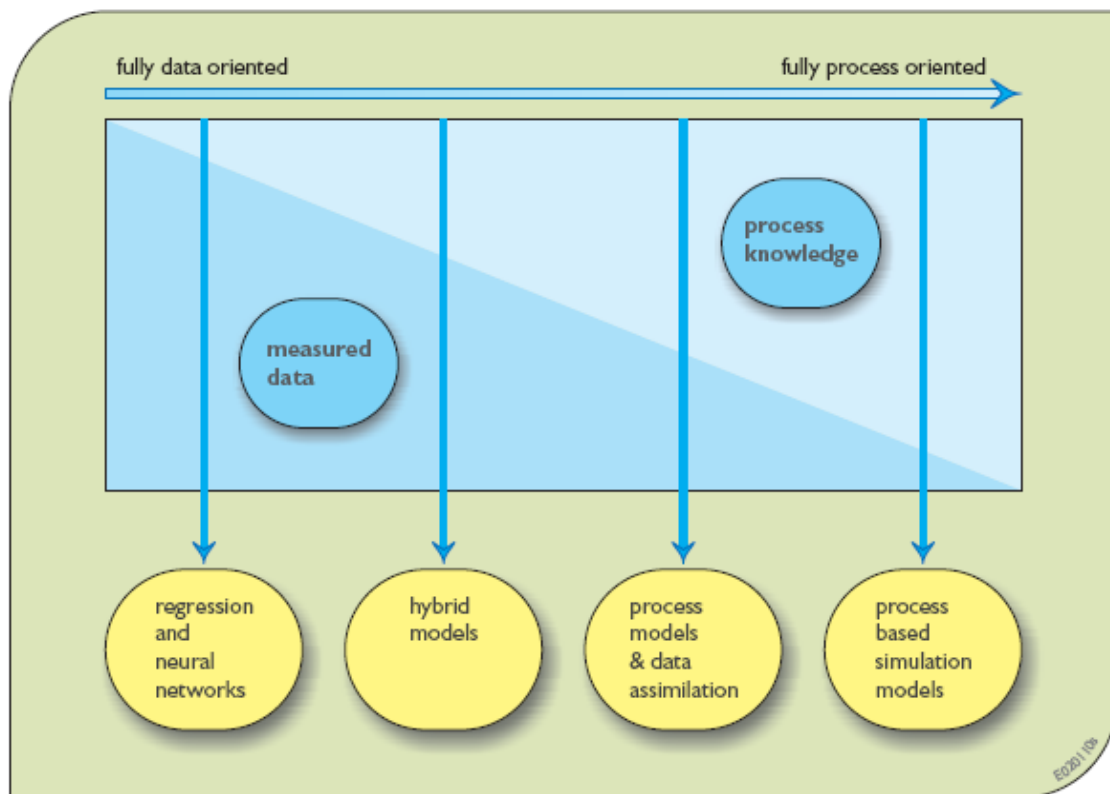 fully data oriented
fully process oriented
process
knowledge
measured
data
regression
and
neural
networks
hybrid
models
process
models
& data
assimilation
process
based
simulation
models
E020110s